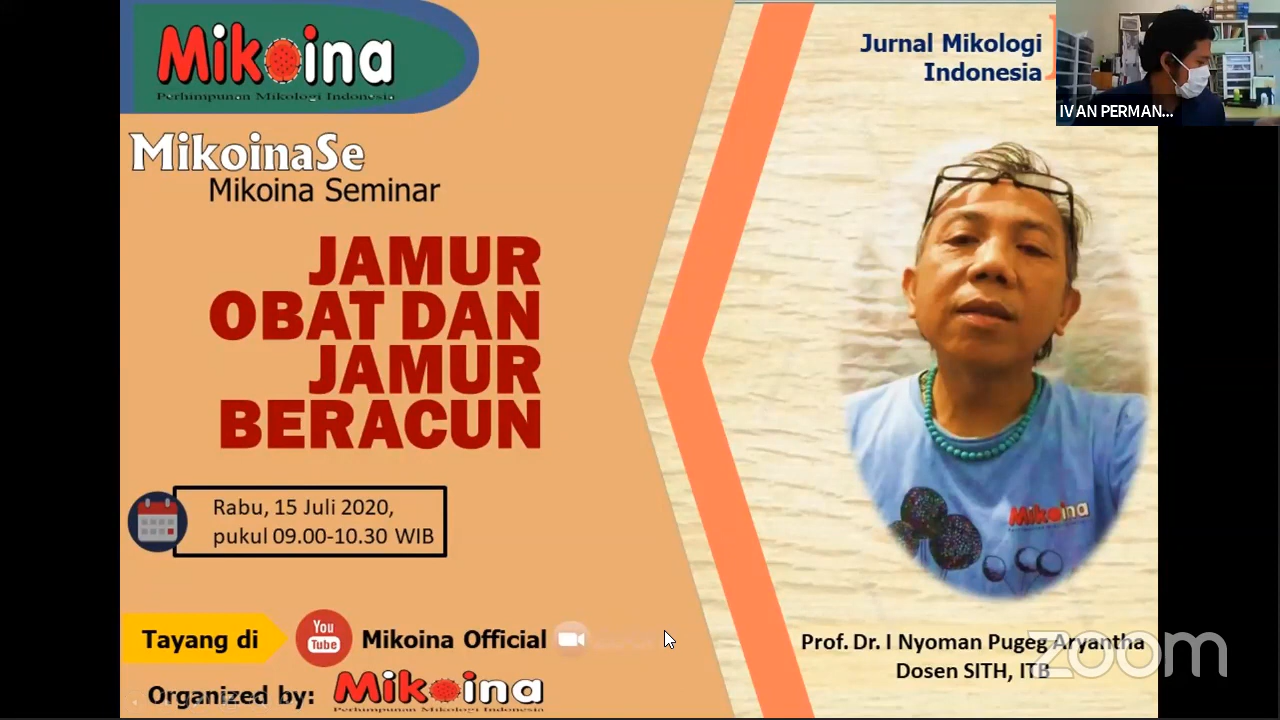 Mikoina
Perhimpunan Mikologi Indonesia
MikoinaSe
Mikoina Seminar
JAMUR
OBAT DAN
JAMUR
BERACUN
Rabu, 15 Juli 2020,
pukul 09.00-10.30 WIB
Tayang di
You
Tube
Mikoina Official
Organized by:
Mikoina
Perhimpunan Mikologi Indonesia
Jurnal Mikologi
Indonesia
IVAN PERMAN...
Mikoina
Prof. Dr. I Nyoman Pugeg Aryantha
Dosen SITH, ITB
zoom